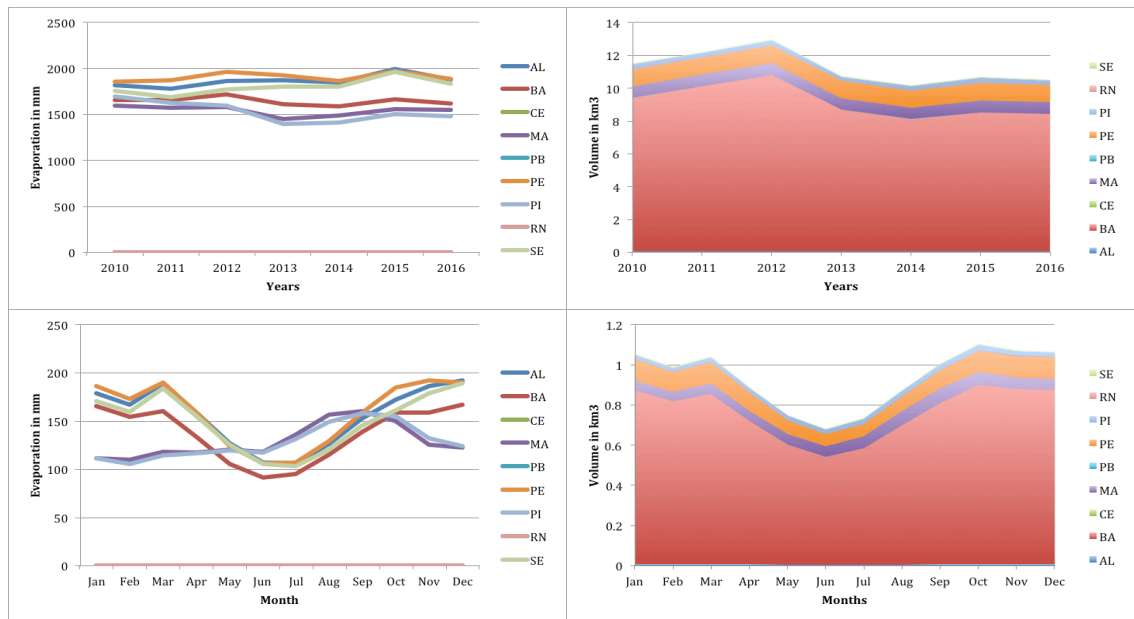 2500
2000
1500
1000
500
0
Evaporation in mm
2010 2011 2012 2013 2014 2015 2016
Years
AL
BA
CE
MA
PB
PE
PI
RN
SE
14
12
10
8
6
4
2
0
Volume in km3
2010 2011 2012 2013 2014 2015 2016
Years
SE
RN
PI
PE
PB
MA
CE
BA
AL
250
200
150
100
50
0
Evaporation in mm
Jan Feb Mar Apr May Jun Jul Aug Sep Oct Nov Dec
Month
AL
BA
CE
MA
PB
PE
PI
RN
SE
1.2
1
0.8
0.6
0.4
0.2
0
Volume in km3
Jan Feb Mar Apr May Jun Jul Aug Sep Oct Nov Dec
Months
SE
RN
PI
PE
PB
MA
CE
BA
AL